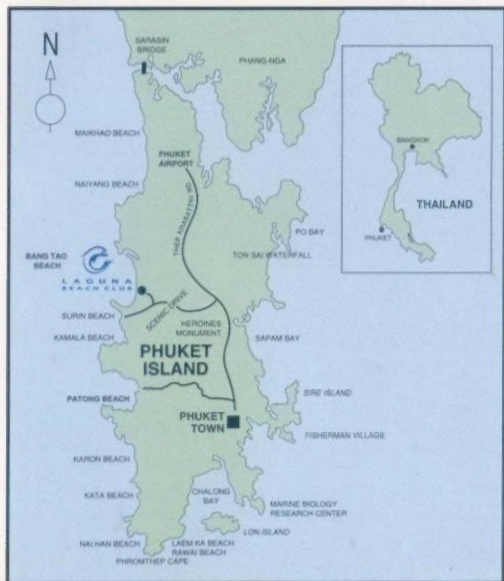 N
SARASIN
BRIDGE
PHANG-NGA
MAIKHAO BEACH
PHUKET
AIRPORT
NAIYANG BEACH
THEP KRASATTRI RD
PO BAY
TON SAI WATERFALL
BANG TAO
BEACH
LAGUNA
BEACH CLUB
SCENIC DRIVE
SURIN BEACH
HEROINES
MONUMENT
KAMALA BEACH
SAPAM BAY
PHUKET
ISLAND
SIRE ISLAND
PATONG BEACH
PHUKET
TOWN
FISHERMAN VILLAGE
KARON BEACH
KATA BEACH
CHALONG
BAY
MARINE BIOLOGY
RESEARCH CENTER
LON ISLAND
NAI HAN BEACH
LAEM KA BEACH
RAWAI BEACH
PHROMTHEP CAPE
BANGKOK
THAILAND
PHUKET